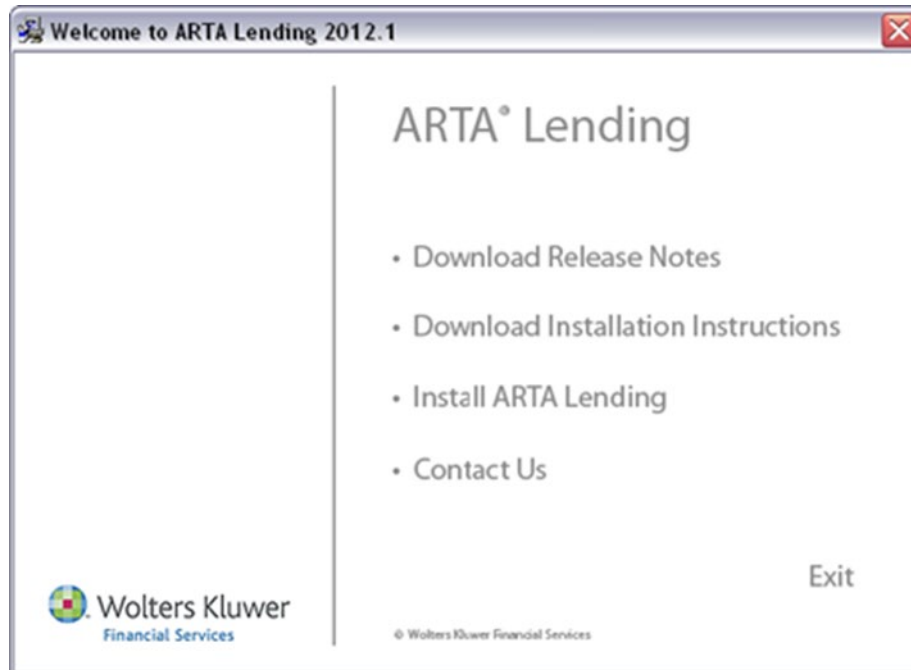 Welcome to ARTA Lending 2012.1
ARTA® Lending
• Download Release Notes
• Download Installation Instructions
• Install ARTA Lending
• Contact Us
Exit
Wolters Kluwer
Financial Services
© Wolters Kluwer Financial Services